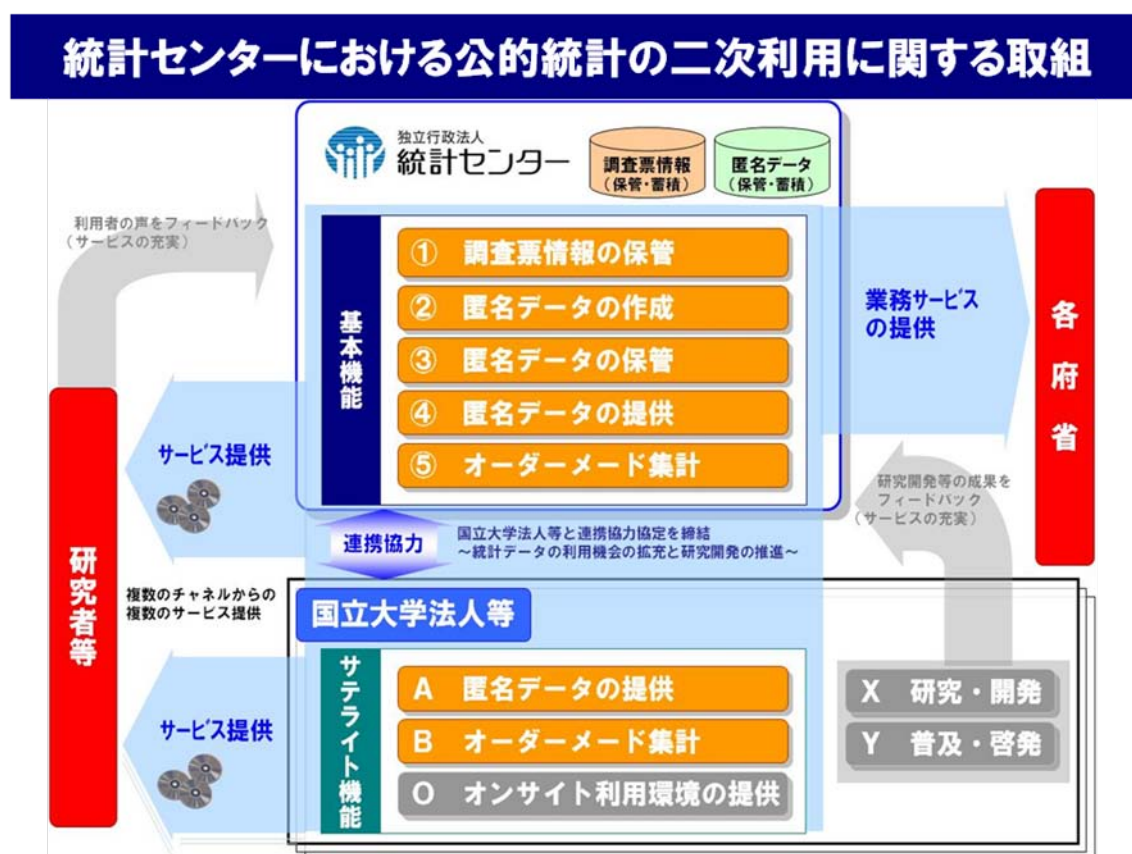 統計センターにおける公的統計の二次利用に関する取組
独立行政法人
統計センター
調査票情報
（保管・蓄積）
匿名データ
（保管・蓄積）
利用者の声をフィードバック
（サービスの充実）
基本機能
① 調査票情報の保管
② 匿名データの作成
③ 匿名データの保管
④ 匿名データの提供
⑤ オーダーメード集計
業務サービス
の提供
各府省
サービス提供
研究開発等の成果を
フィードバック
（サービスの充実）
連携協力
国立大学法人等と連携協力協定を締結
～統計データの利用機会の拡充と研究開発の推進～
研究者等
複数のチャネルからの
複数のサービス提供
国立大学法人等
サテライト機能
A 匿名データの提供
B オーダーメード集計
O オンサイト利用環境の提供
X 研究・開発
Y 普及・啓発
サービス提供